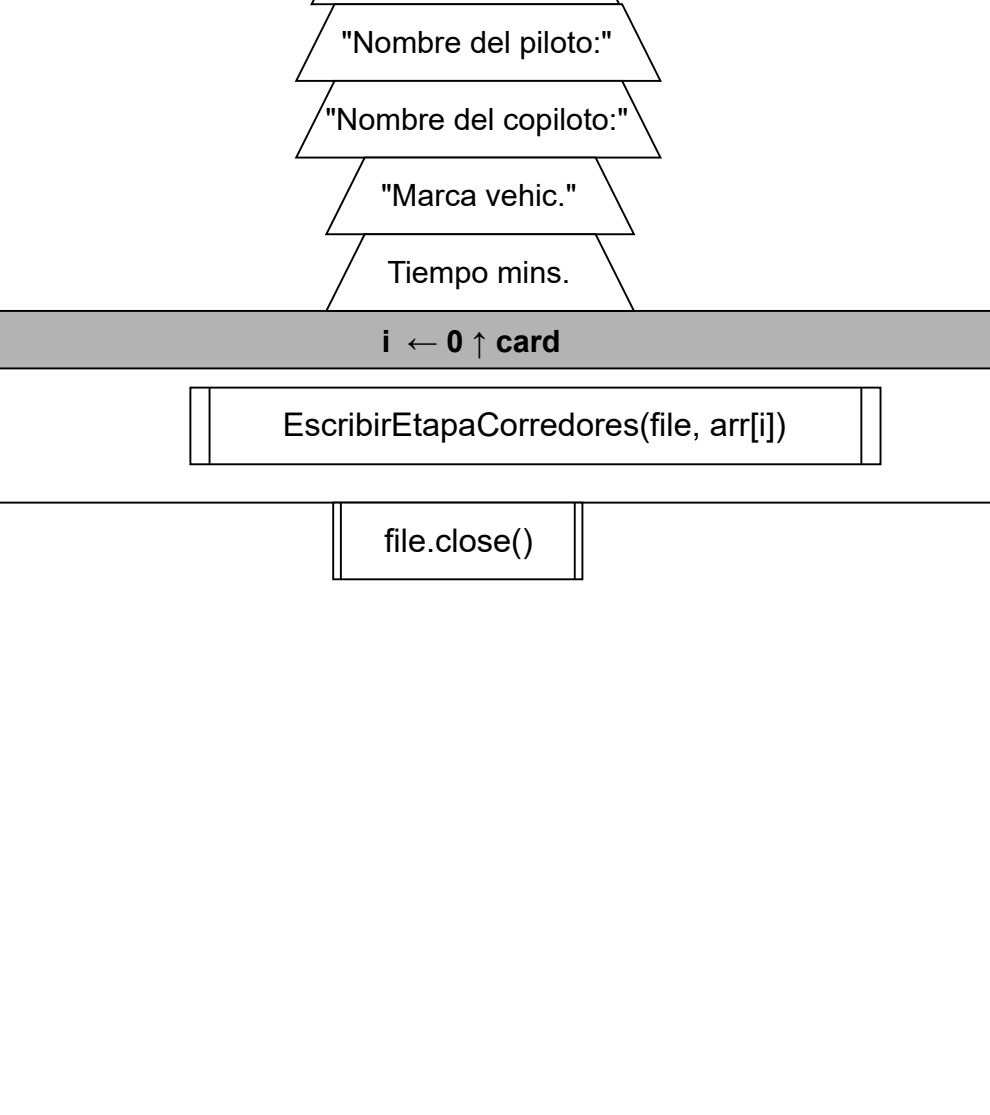 "Nombre del piloto:"
"Nombre del copiloto:"
"Marca vehic."
Tiempo mins.
i ← 0 ↑ card
EscribirEtapaCorredores(file, arr[i])
file.close()